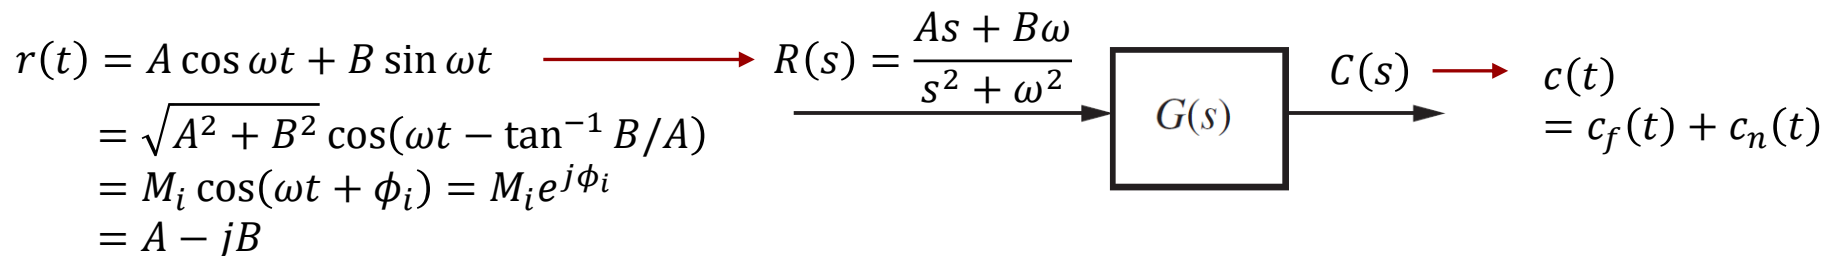 r(t) = A cos ωt + B sin ωt
= √(A² + B²) cos(ωt − tan⁻¹ B/A)
= Mᵢ cos(ωt + ϕᵢ) = Mᵢe^{jϕᵢ}
= A − jB
R(s) = (As + Bω)/(s² + ω²)
G(s)
C(s)
c(t)
= c_f(t) + c_n(t)